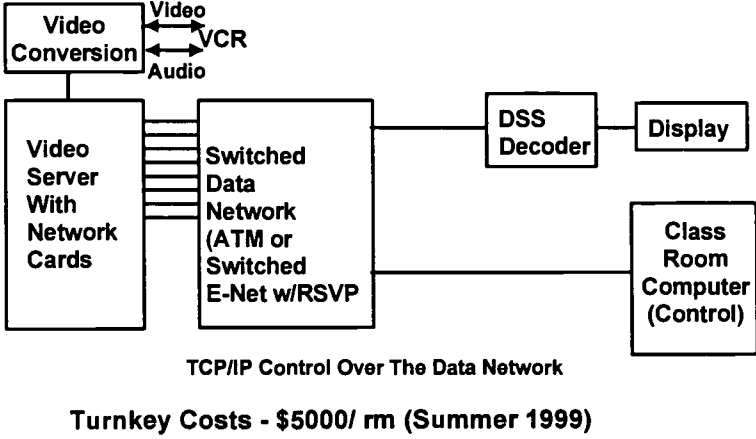 Video
Conversion
Video
VCR
Audio
Video
Server
With
Network
Cards
Switched
Data
Network
(ATM or
Switched
E-Net w/RSVP
DSS
Decoder
Display
Class
Room
Computer
(Control)
TCP/IP Control Over The Data Network
Turnkey Costs - $5000/ rm (Summer 1999)